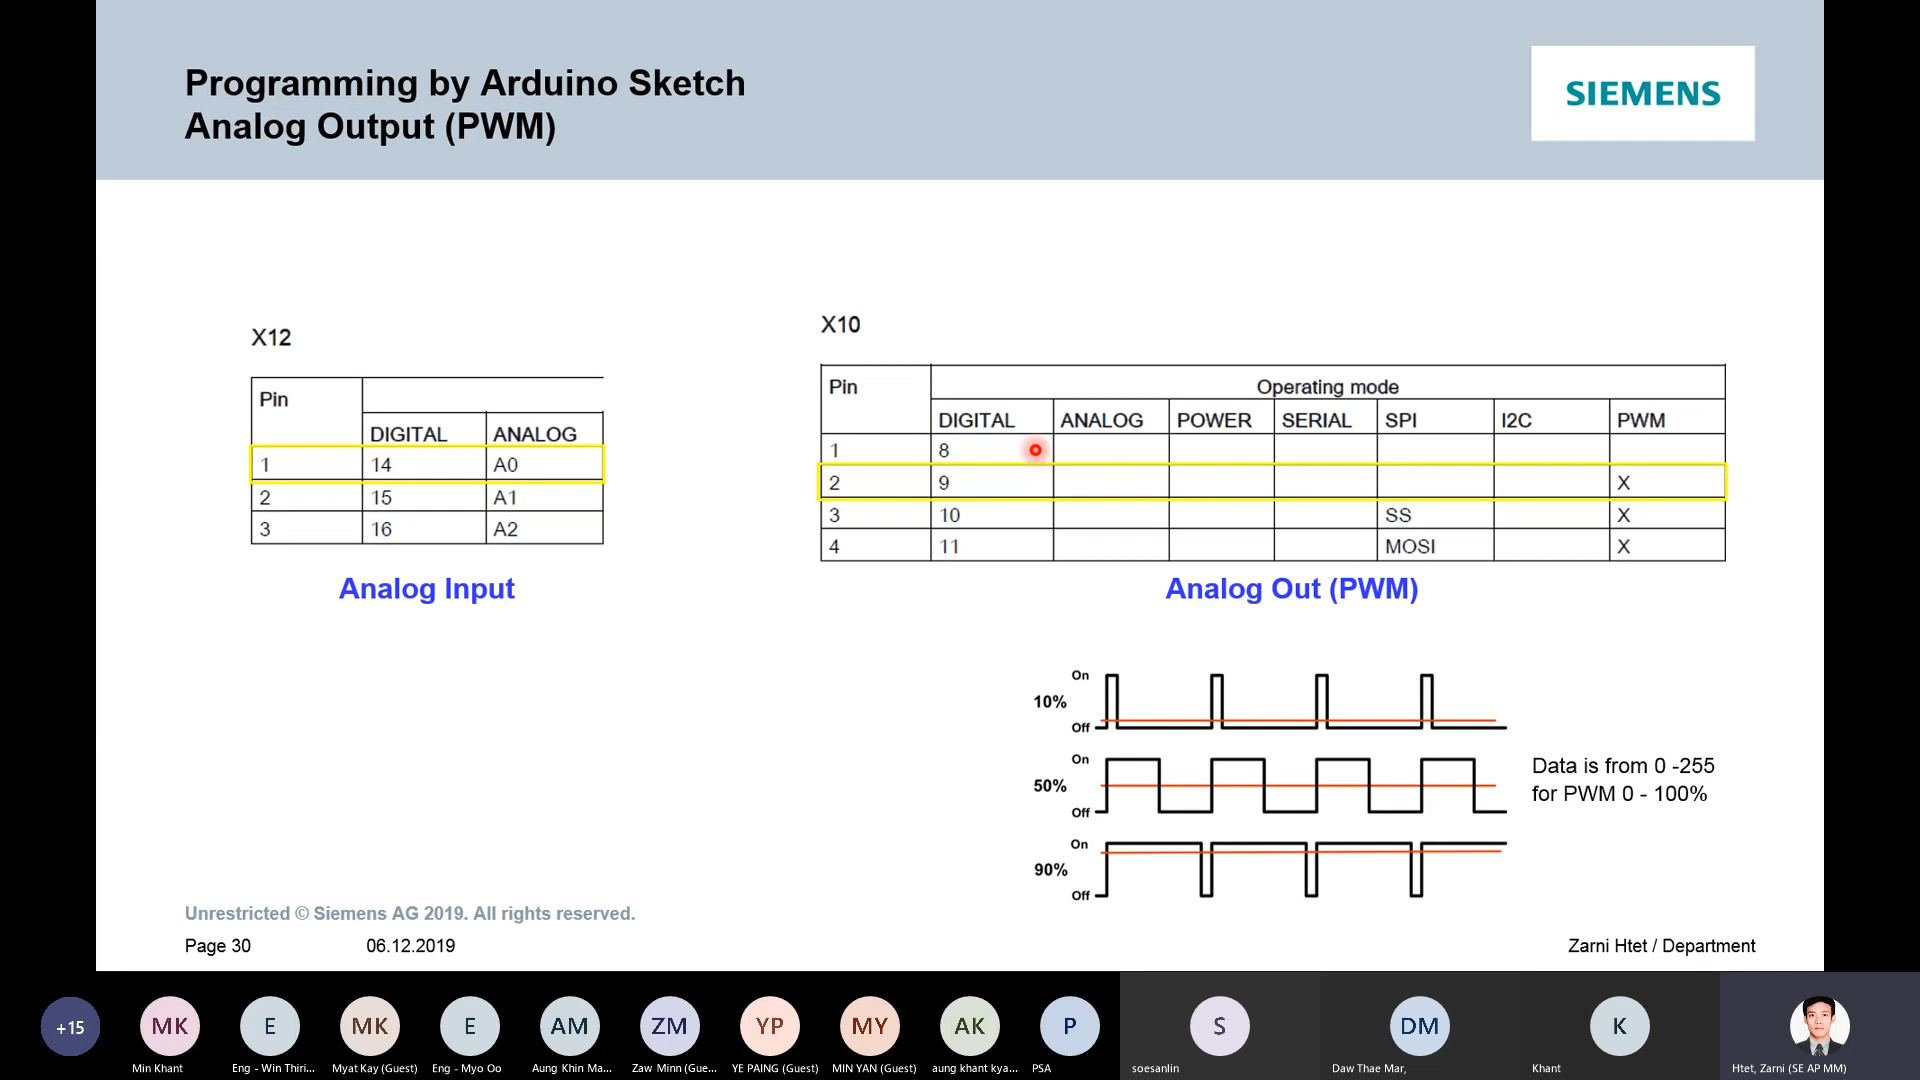 Programming by Arduino Sketch
Analog Output (PWM)
SIEMENS
X12
Pin
DIGITAL ANALOG
1 14 A0
2 15 A1
3 16 A2
Analog Input
X10
Pin Operating mode
DIGITAL ANALOG POWER SERIAL SPI I2C PWM
1 8
2 9 X
3 10 SS X
4 11 MOSI X
Analog Out (PWM)
On
10%
Off
On
50%
Off
On
90%
Off
Data is from 0 -255
for PWM 0 - 100%
Unrestricted © Siemens AG 2019. All rights reserved.
Page 30 06.12.2019 Zarni Htet / Department
+15 MK E MK E AM ZM YP MY AK P S DM K
Min Khant Eng - Win Thiri... Myat Kay (Guest) Eng - Myo Oo Aung Khin Ma... Zaw Minn (Gue... YE PAING (Guest) MIN YAN (Guest) aung khant kya... PSA soesanlin Daw Thae Mar, Khant Htet, Zarni (SE AP MM)